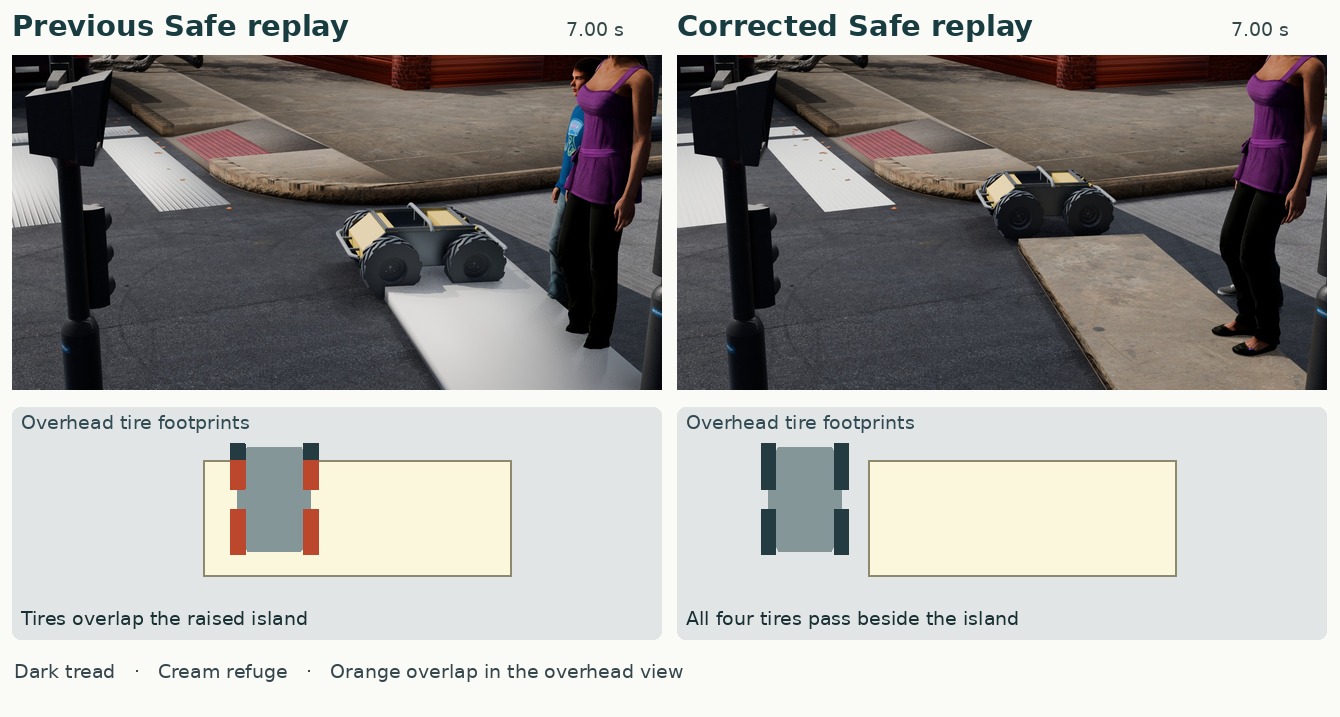 Previous Safe replay
7.00 s
Corrected Safe replay
7.00 s
Overhead tire footprints
Tires overlap the raised island
Overhead tire footprints
All four tires pass beside the island
Dark tread · Cream refuge · Orange overlap in the overhead view